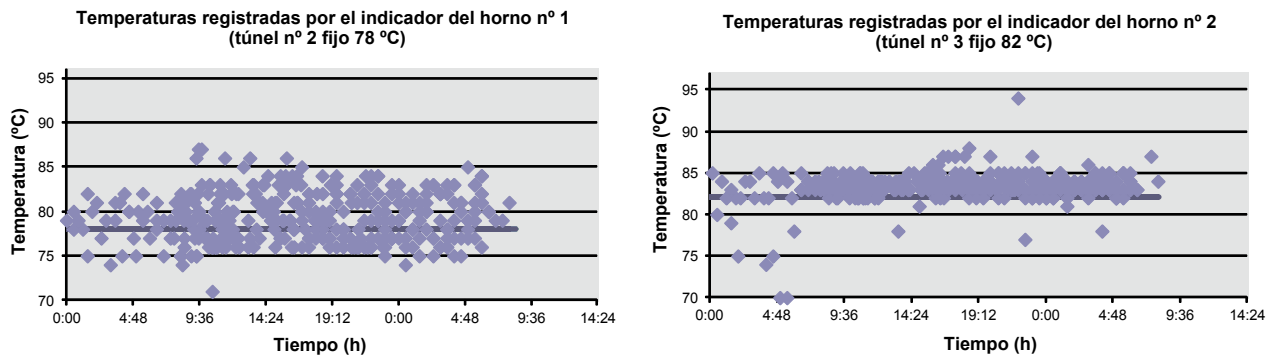 Temperaturas registradas por el indicador del horno nº 1
(túnel nº 2 fijo 78 ºC)
95
90
85
80
75
70
Temperatura (ºC)
0:00 4:48 9:36 14:24 19:12 0:00 4:48 9:36 14:24
Tiempo (h)
Temperaturas registradas por el indicador del horno nº 2
(túnel nº 3 fijo 82 ºC)
95
90
85
80
75
70
Temperatura (ºC)
0:00 4:48 9:36 14:24 19:12 0:00 4:48 9:36 14:24
Tiempo (h)